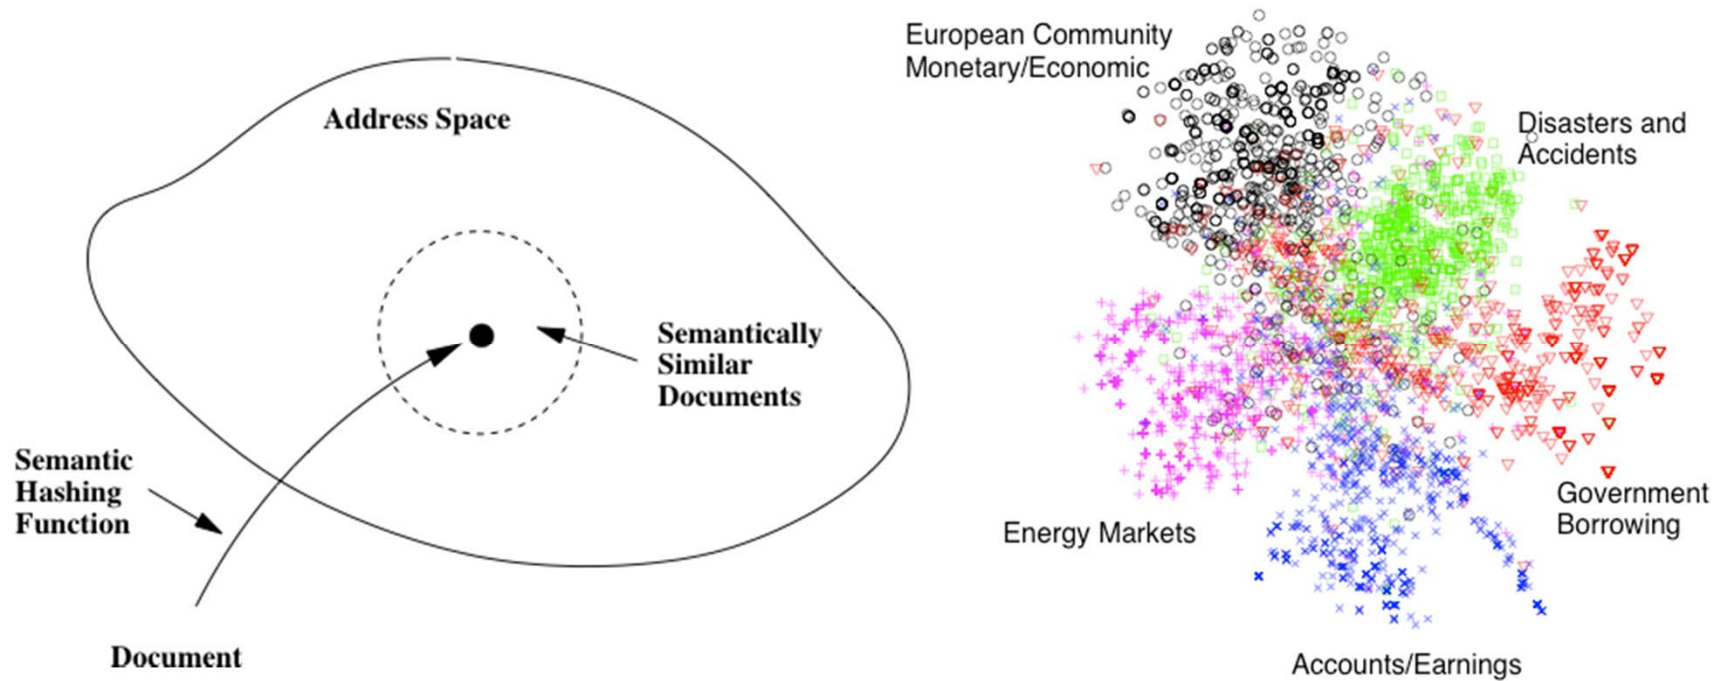 Address Space
Semantically
Similar
Documents
Semantic
Hashing
Function
Document
European Community
Monetary/Economic
Disasters and
Accidents
Energy Markets
Government
Borrowing
Accounts/Earnings